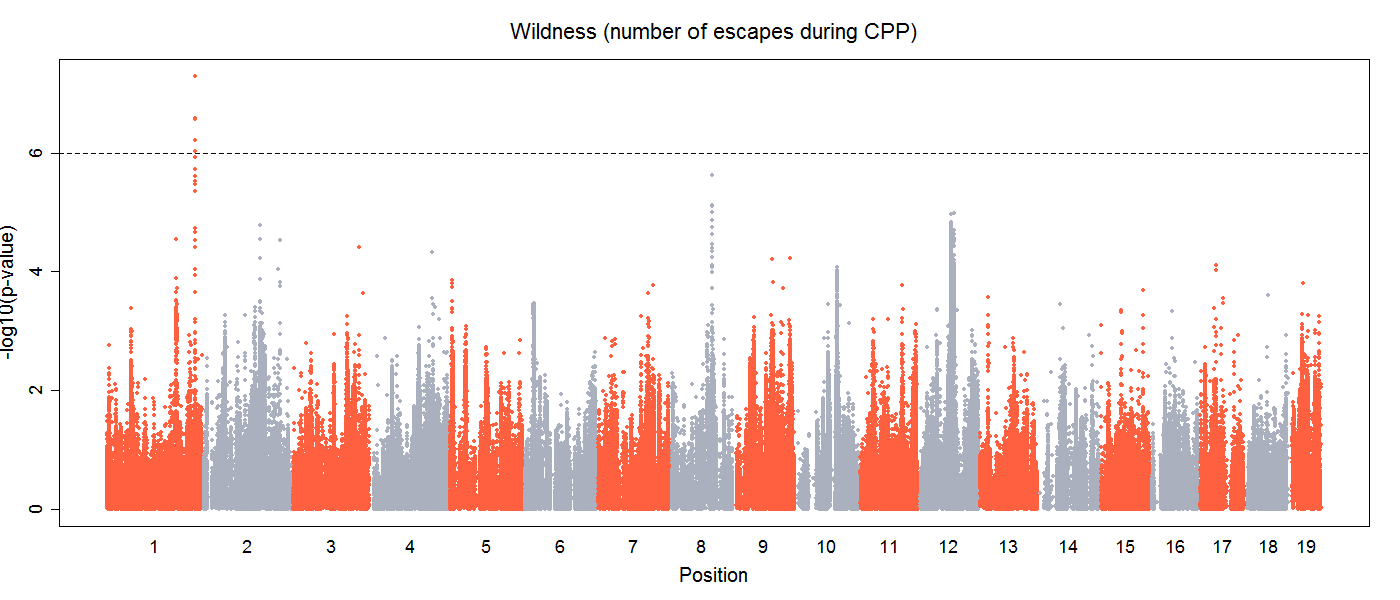 Wildness (number of escapes during CPP)
-log10(p-value)
6
4
2
0
1 2 3 4 5 6 7 8 9 10 11 12 13 14 15 16 17 18 19
Position